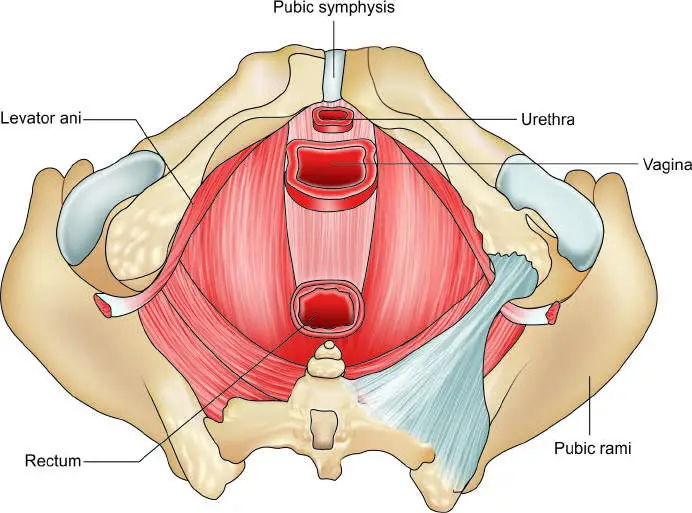 Pubic symphysis
Levator ani
Urethra
Vagina
Pubic rami
Rectum